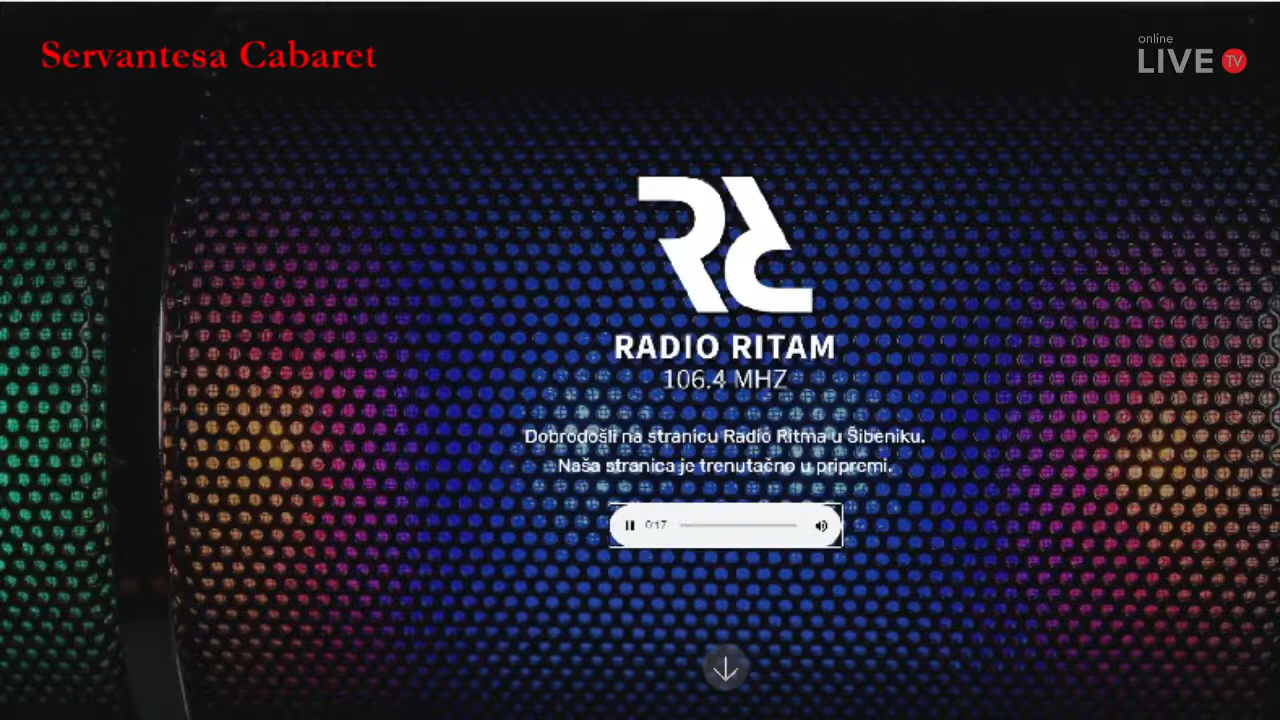 Servantesa Cabaret
online
LIVE TV
RADIO RITAM
106.4 MHZ
Dobrodošli na stranicu Radio Ritma u Šibeniku.
Naša stranica je trenutačno u pripremi.
0:17